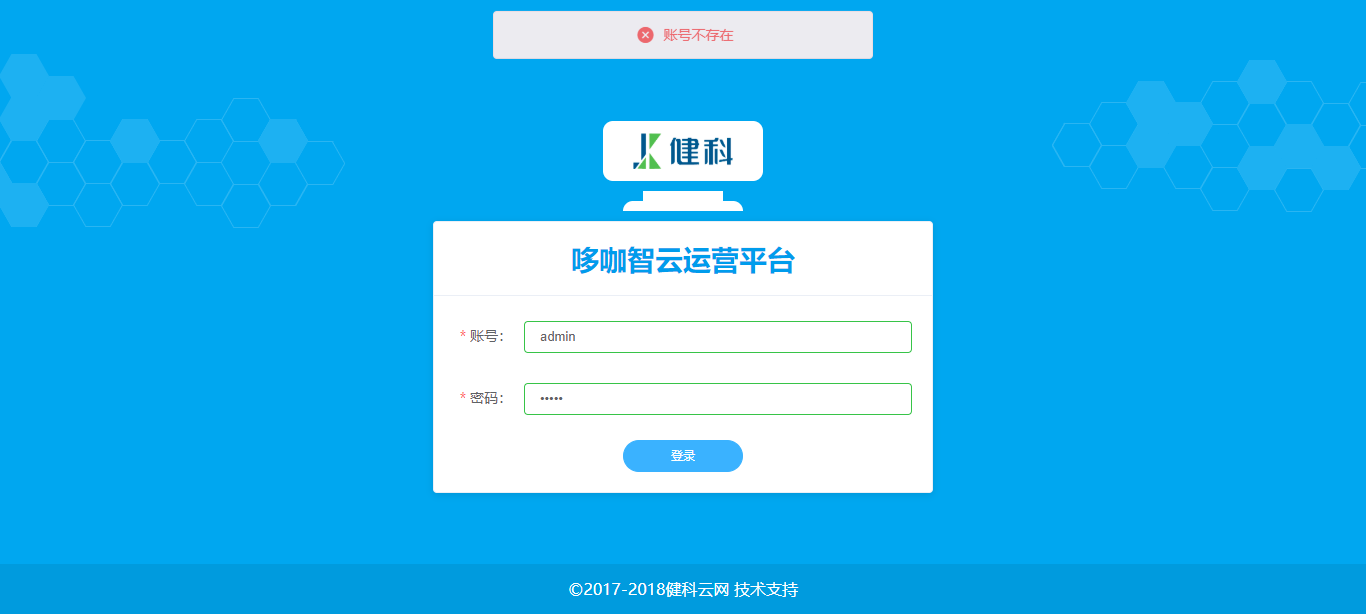 账号不存在
健科
哆咖智云运营平台
* 账号：
admin
* 密码：
•••••
登录
©2017-2018健科云网 技术支持